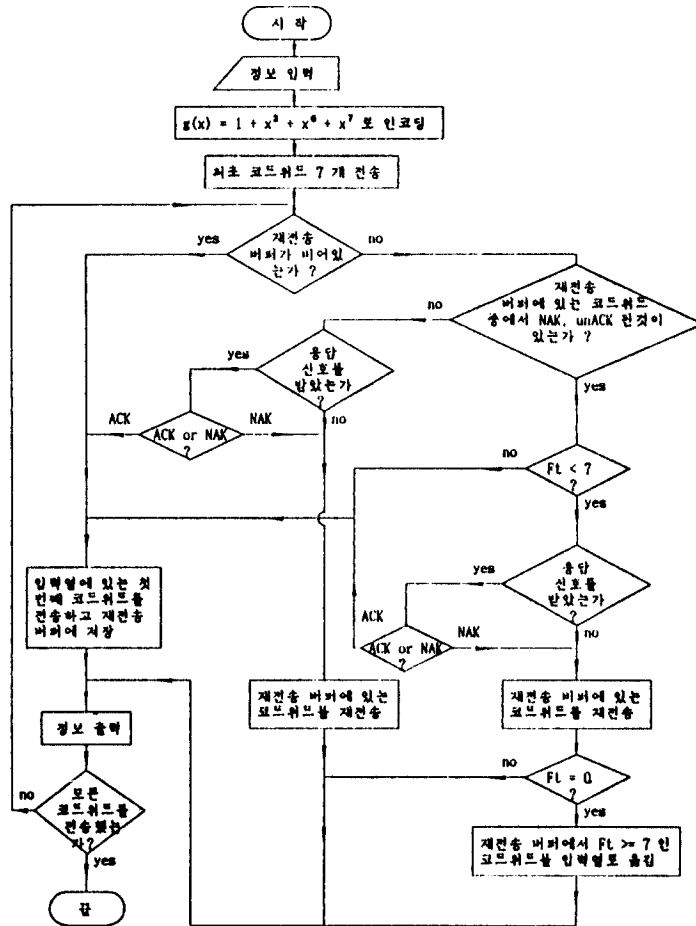 시 작
정보 입력
g(x) = 1 + x² + x⁶ + x⁷ 로 인코딩
최초 코드워드 7 개 전송
재전송
버퍼가 비어있
는가 ?
yes
no
재전송
버퍼에 있는 코드워드
중에서 NAK, unACK 된것이
있는가 ?
no
yes
응답
신호를
받았는가
?
yes
no
ACK or NAK
?
ACK
NAK
Ft < 7
?
no
yes
응답
신호를
받았는가
?
yes
no
ACK or NAK
?
ACK
NAK
입력열에 있는 첫
번째 코드워드를
전송하고 재전송
버퍼에 저장
재전송 버퍼에 있는
코드워드를 재전송
재전송 버퍼에 있는
코드워드를 재전송
정보 출력
Ft = 0
?
no
yes
모든
코드워드를
전송했는
가?
no
yes
재전송 버퍼에서 Ft >= 7 인
코드워드를 입력열로 옮김
끝